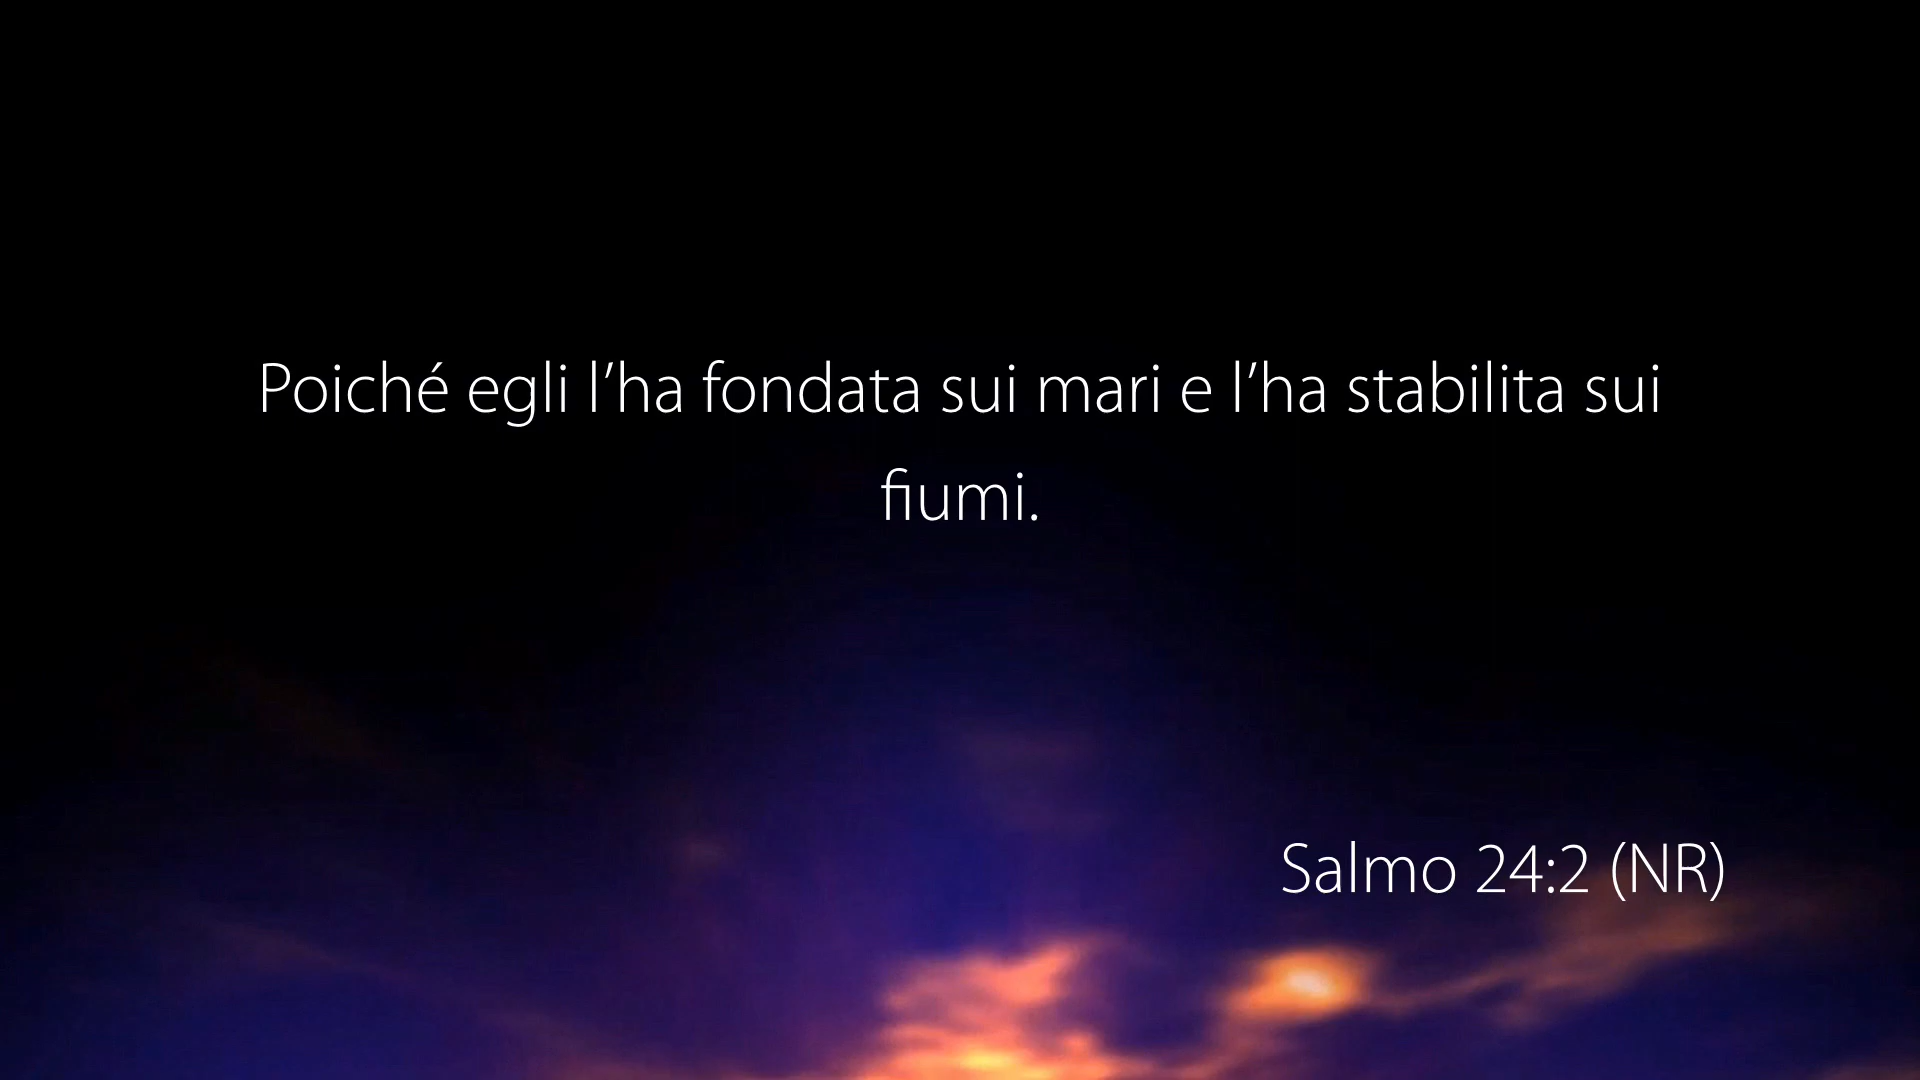 Poiché egli l’ha fondata sui mari e l’ha stabilita sui
fiumi.
Salmo 24:2 (NR)